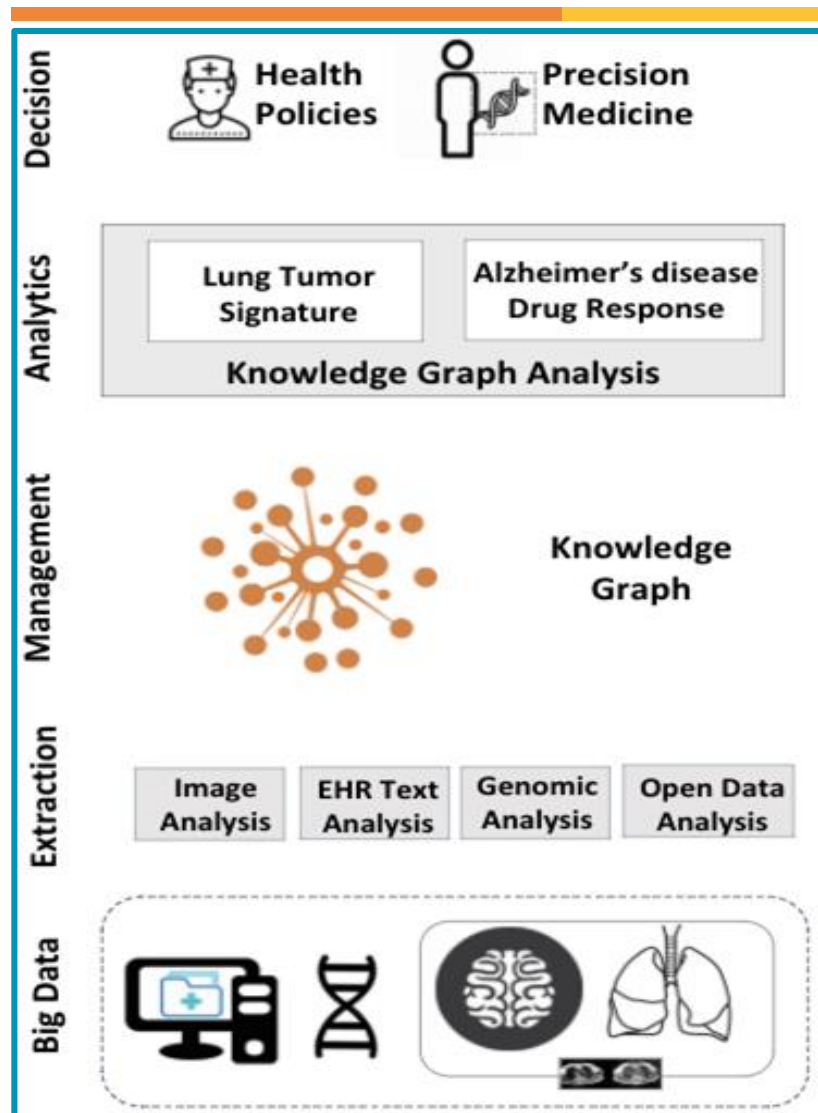 Decision
Health
Policies
Precision
Medicine
Analytics
Lung Tumor
Signature
Alzheimer’s disease
Drug Response
Knowledge Graph Analysis
Management
Knowledge
Graph
Extraction
Image
Analysis
EHR Text
Analysis
Genomic
Analysis
Open Data
Analysis
Big Data